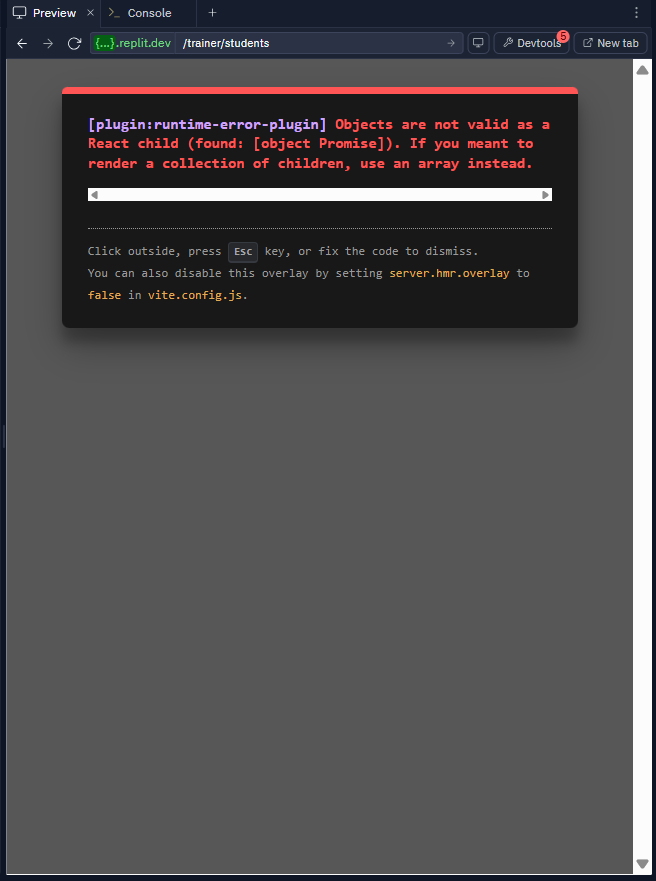 Preview
Console
{...}.replit.dev /trainer/students
Devtools 5
New tab
[plugin:runtime-error-plugin] Objects are not valid as a
React child (found: [object Promise]). If you meant to
render a collection of children, use an array instead.
Click outside, press Esc key, or fix the code to dismiss.
You can also disable this overlay by setting server.hmr.overlay to
false in vite.config.js.